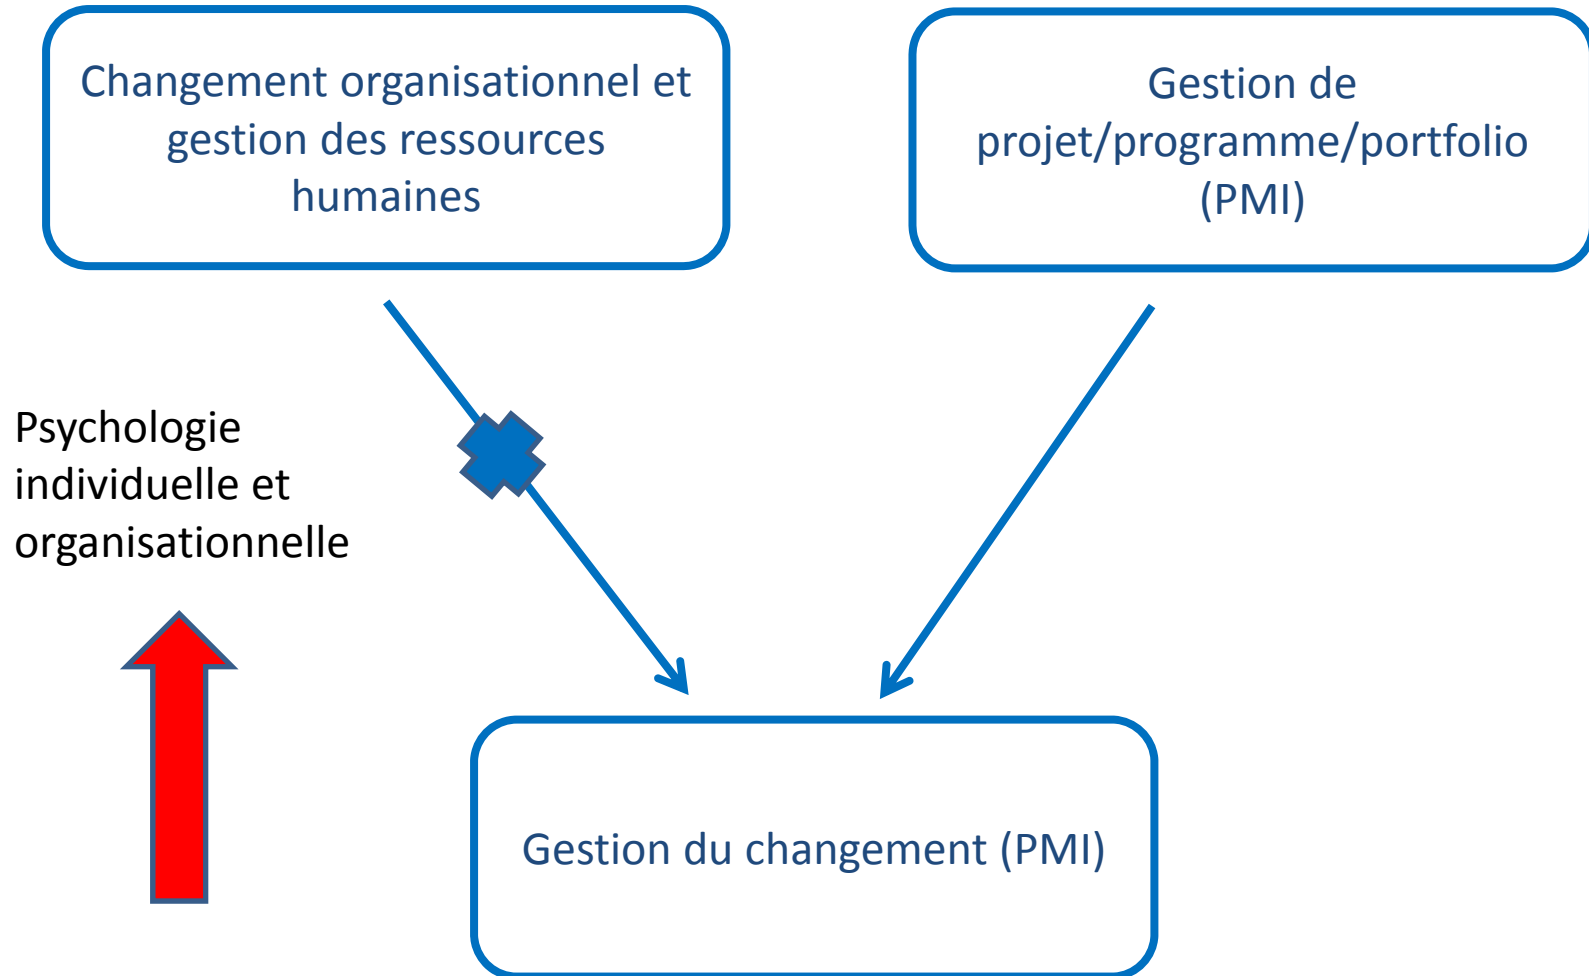 Changement organisationnel et
gestion des ressources
humaines
Gestion de
projet/programme/portfolio
(PMI)
Psychologie
individuelle et
organisationnelle
Gestion du changement (PMI)